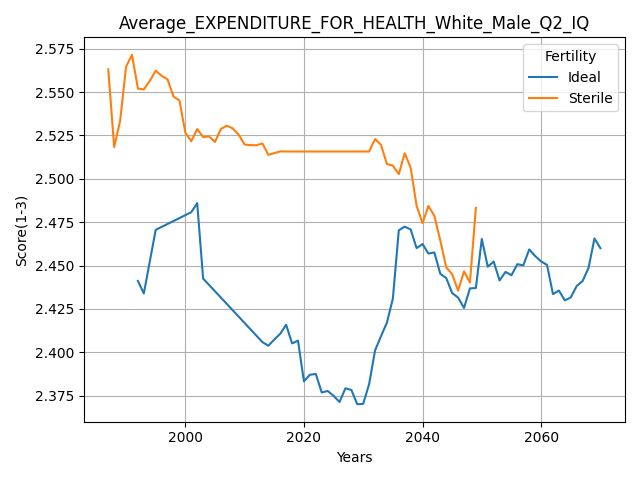 Average_EXPENDITURE_FOR_HEALTH_White_Male_Q2_IQ
Fertility
Ideal
Sterile
2.575
2.550
2.525
2.500
2.475
2.450
2.425
2.400
2.375
Score(1-3)
2000
2020
2040
2060
Years